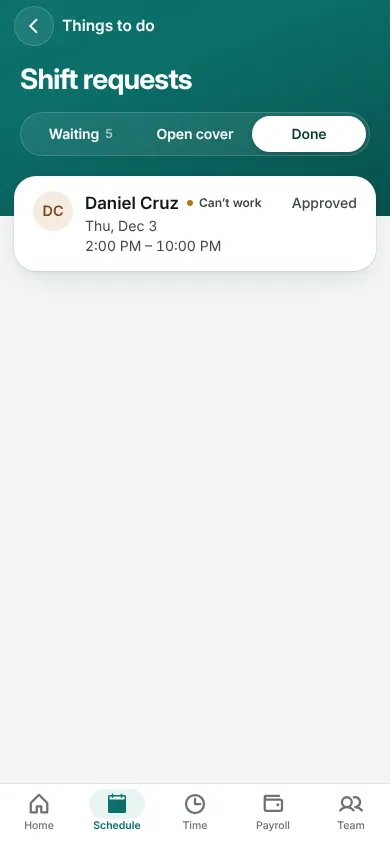 Things to do
Shift requests
Waiting 5 Open cover Done
DC Daniel Cruz Can't work Approved
Thu, Dec 3
2:00 PM – 10:00 PM
Home Schedule Time Payroll Team